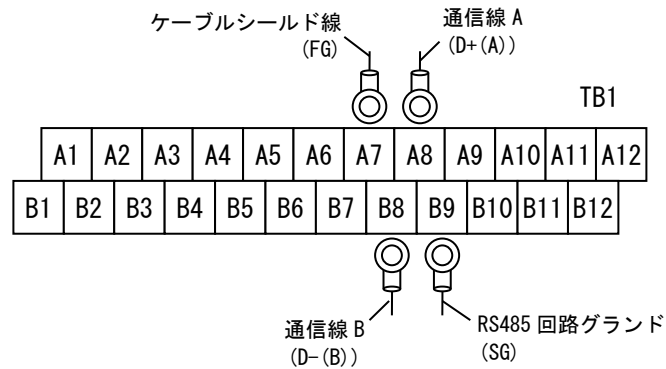 ケーブルシールド線
(FG)
通信線 A
(D+(A))
TB1
A1 A2 A3 A4 A5 A6 A7 A8 A9 A10 A11 A12
B1 B2 B3 B4 B5 B6 B7 B8 B9 B10 B11 B12
通信線 B
(D-(B))
RS485 回路グランド
(SG)